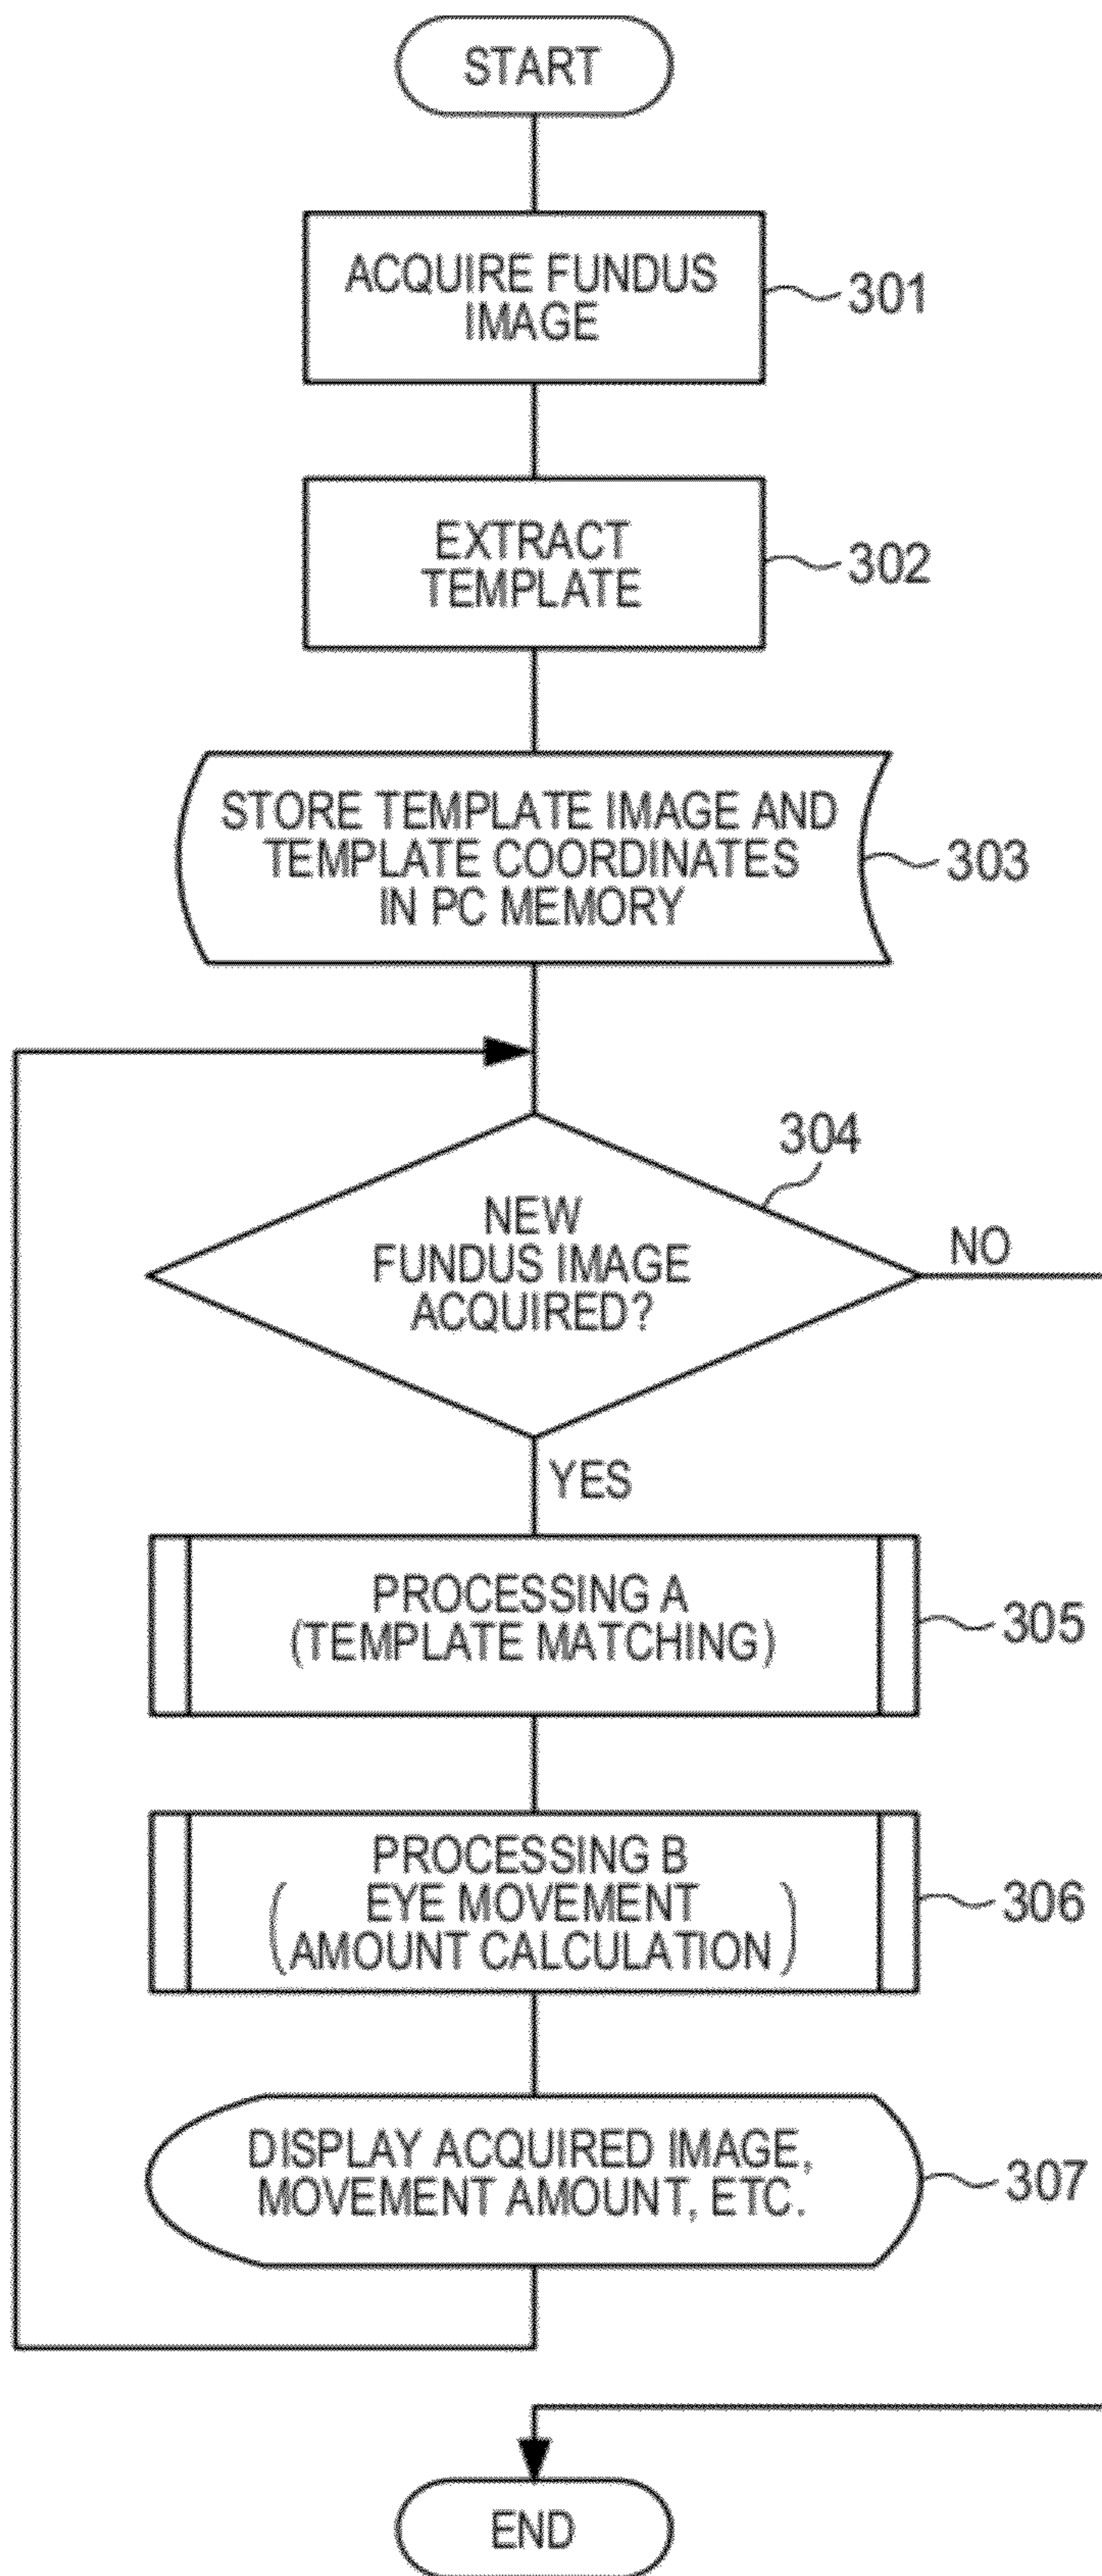 START
ACQUIRE FUNDUS
IMAGE
301
EXTRACT
TEMPLATE
302
STORE TEMPLATE IMAGE AND
TEMPLATE COORDINATES
IN PC MEMORY
303
304
NEW
FUNDUS IMAGE
ACQUIRED?
NO
YES
PROCESSING A
(TEMPLATE MATCHING)
305
PROCESSING B
(EYE MOVEMENT
AMOUNT CALCULATION)
306
DISPLAY ACQUIRED IMAGE,
MOVEMENT AMOUNT, ETC.
307
END